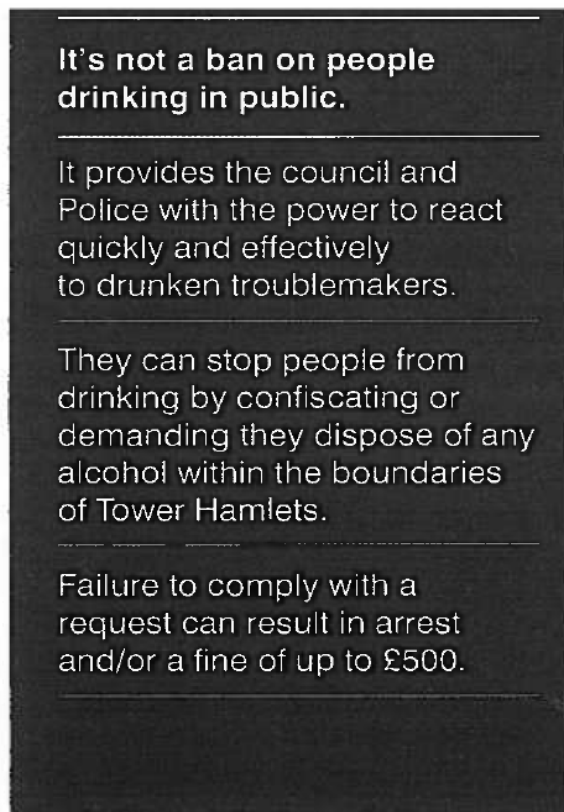 It's not a ban on people
drinking in public.
It provides the council and
Police with the power to react
quickly and effectively
to drunken troublemakers.
They can stop people from
drinking by confiscating or
demanding they dispose of any
alcohol within the boundaries
of Tower Hamlets.
Failure to comply with a
request can result in arrest
and/or a fine of up to £500.